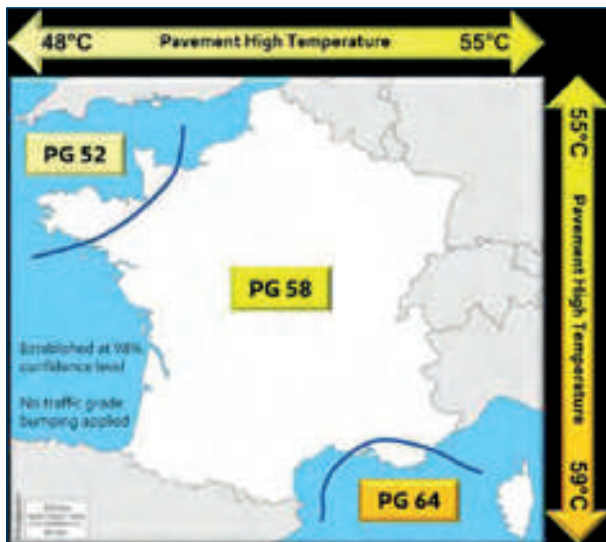 48°C Pavement High Temperature 55°C
PG 52
55°C
Pavement High Temperature
59°C
PG 58
Established at 98%
confidence level
No traffic grade
bumping applied
PG 64